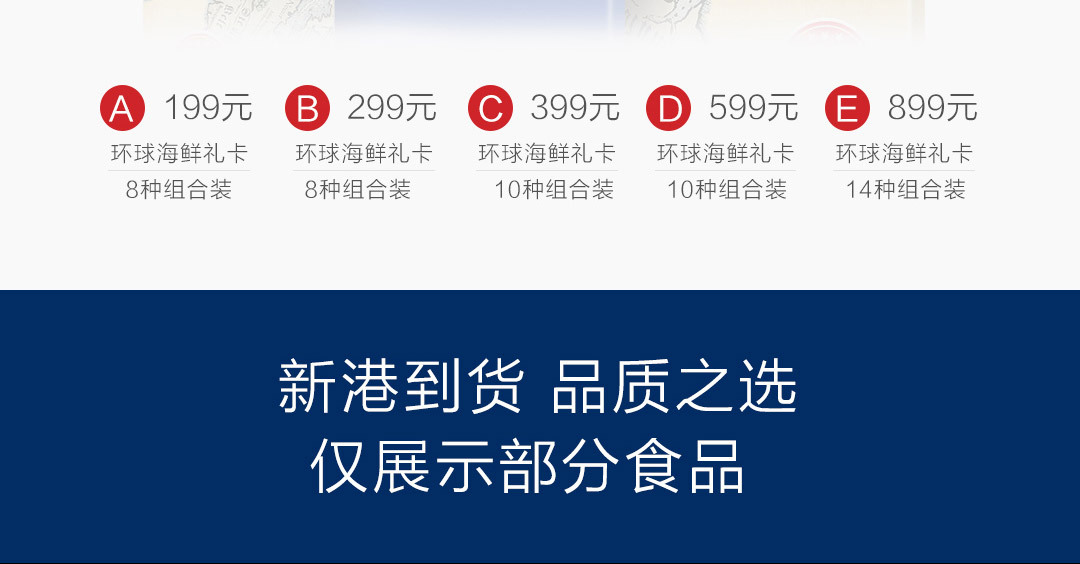 A 199元 B 299元 C 399元 D 599元 E 899元
环球海鲜礼卡 环球海鲜礼卡 环球海鲜礼卡 环球海鲜礼卡 环球海鲜礼卡
8种组合装 8种组合装 10种组合装 10种组合装 14种组合装
新港到货 品质之选
仅展示部分食品